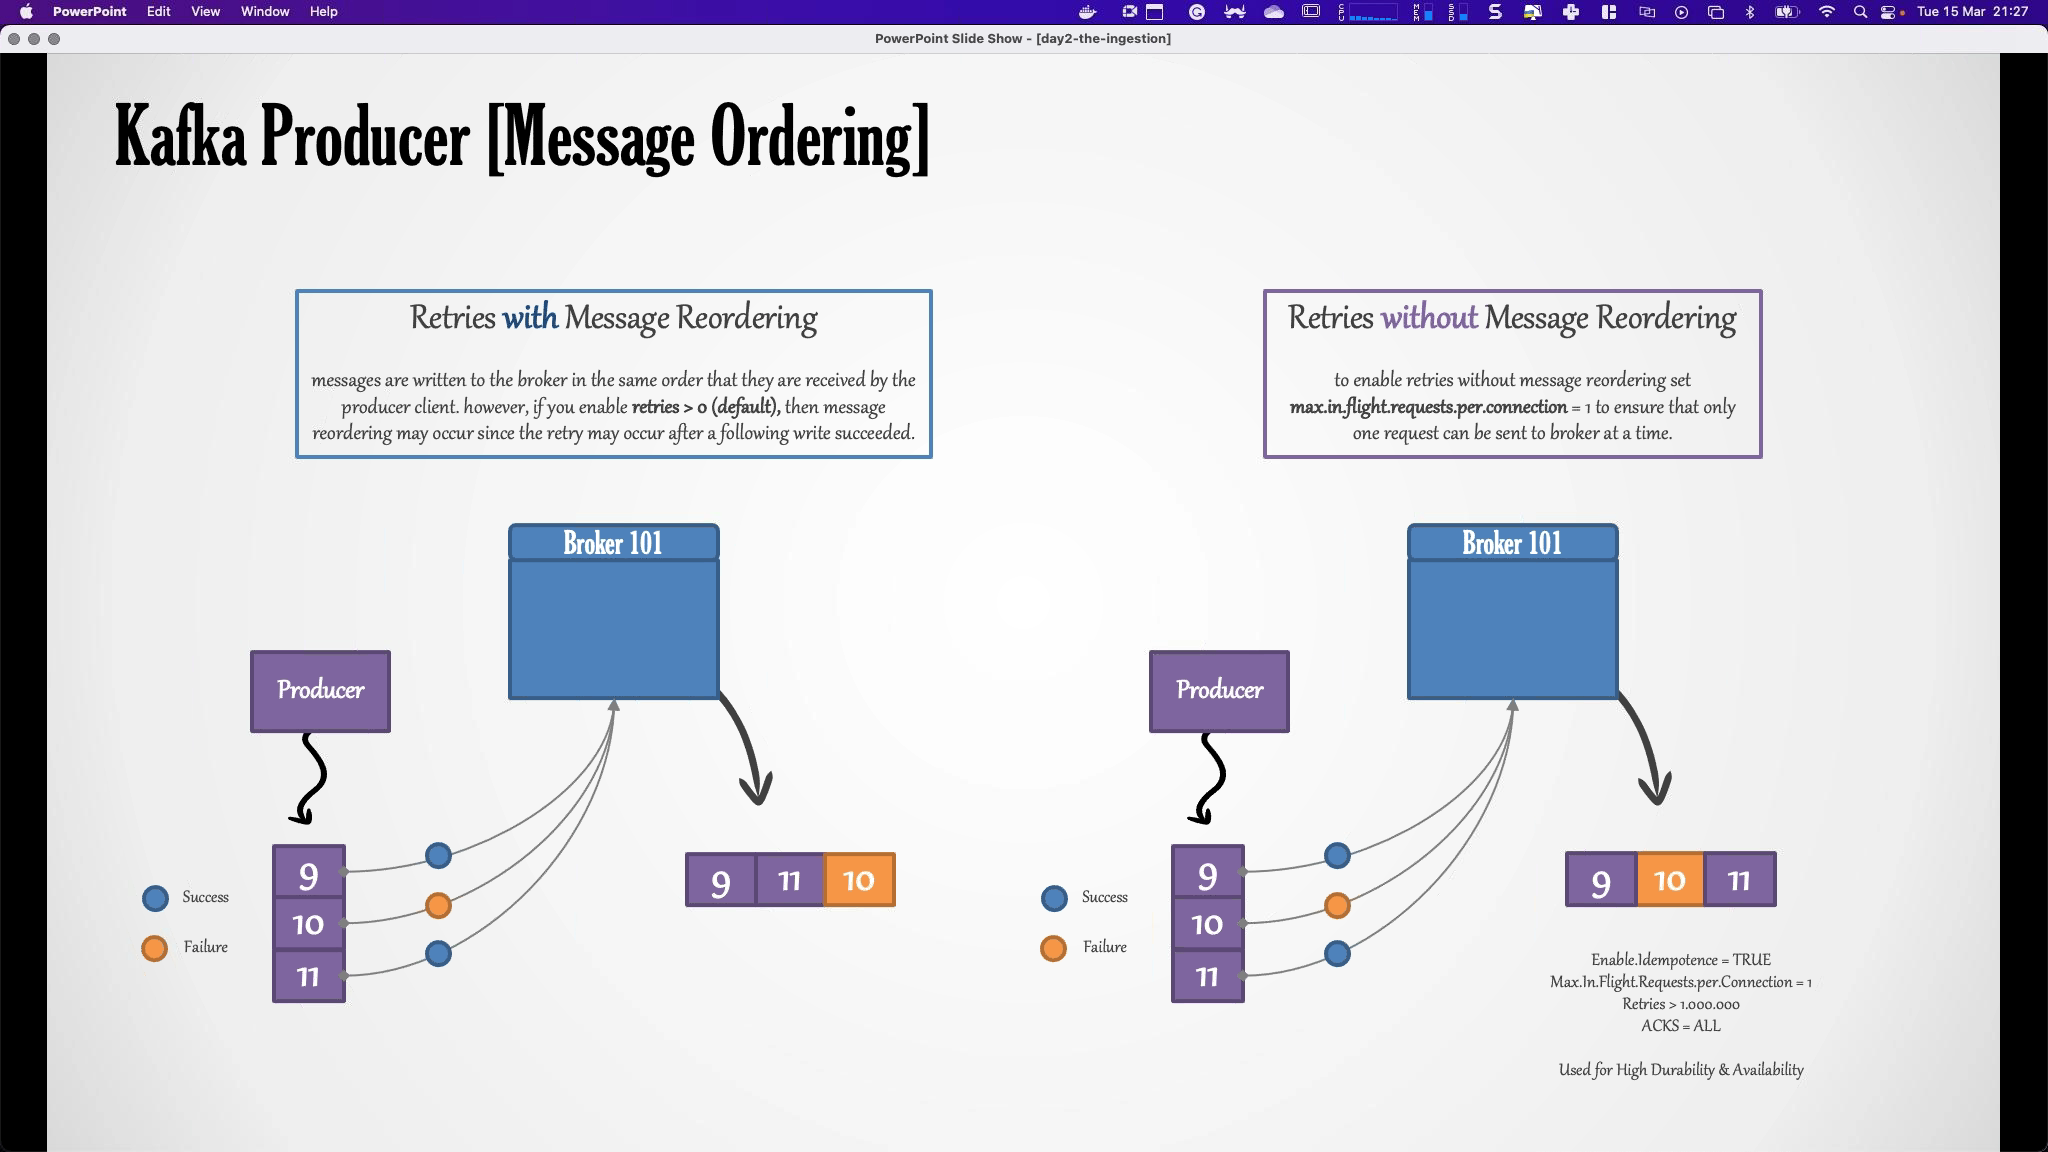 PowerPoint Edit View Window Help
Tue 15 Mar 21:27
PowerPoint Slide Show - [day2-the-ingestion]
Kafka Producer [Message Ordering]
Retries with Message Reordering
messages are written to the broker in the same order that they are received by the
producer client. however, if you enable retries > 0 (default), then message
reordering may occur since the retry may occur after a following write succeeded.
Broker 101
Producer
Success
Failure
9
10
11
9 11 10
Retries without Message Reordering
to enable retries without message reordering set
max.in.flight.requests.per.connection = 1 to ensure that only
one request can be sent to broker at a time.
Broker 101
Producer
Success
Failure
9
10
11
9 10 11
Enable.Idempotence = TRUE
Max.In.Flight.Requests.per.Connection = 1
Retries > 1.000.000
ACKS = ALL
Used for High Durability & Availability